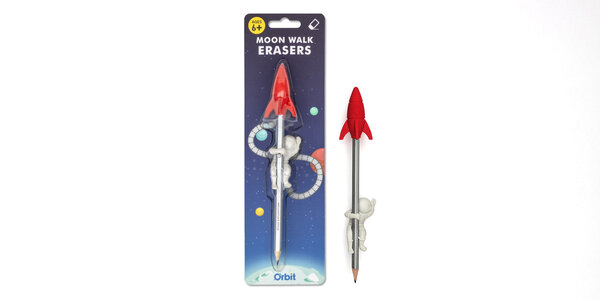 AGES
6+
MOON WALK
ERASERS
Orbit